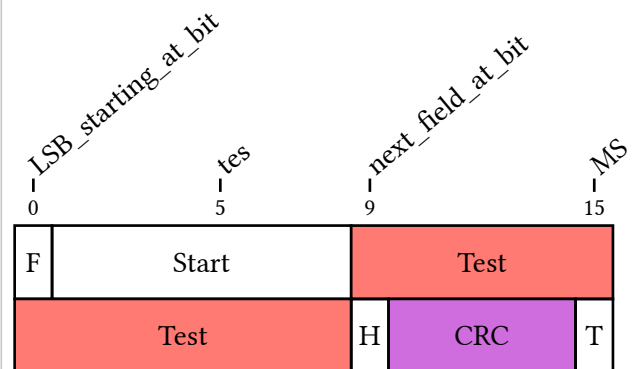 LSB_starting_at_bit
tes
next_field_at_bit
MS
0 5 9 15
F Start Test
Test H CRC T